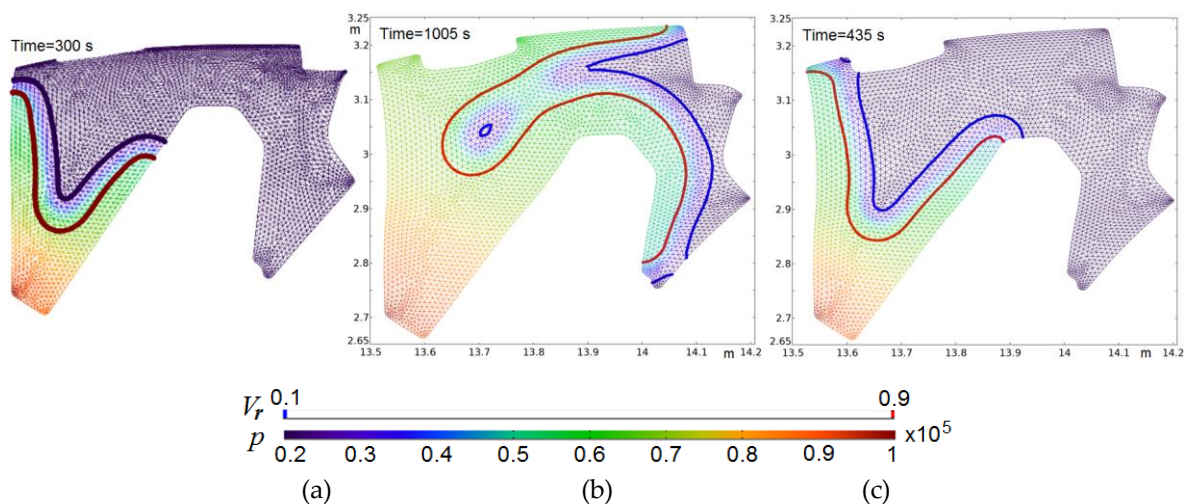 Time=300 s
3.25
m
3.2
3.1
3
2.9
2.8
2.7
2.65
Time=1005 s
13.5 13.6 13.7 13.8 13.9 14 14.1 m 14.2
3.25
m
3.2
3.1
3
2.9
2.8
2.7
2.65
Time=435 s
13.5 13.6 13.7 13.8 13.9 14 14.1 m 14.2
Vr 0.1 0.9
p x10^5
0.2 0.3 0.4 0.5 0.6 0.7 0.8 0.9 1
(a) (b) (c)